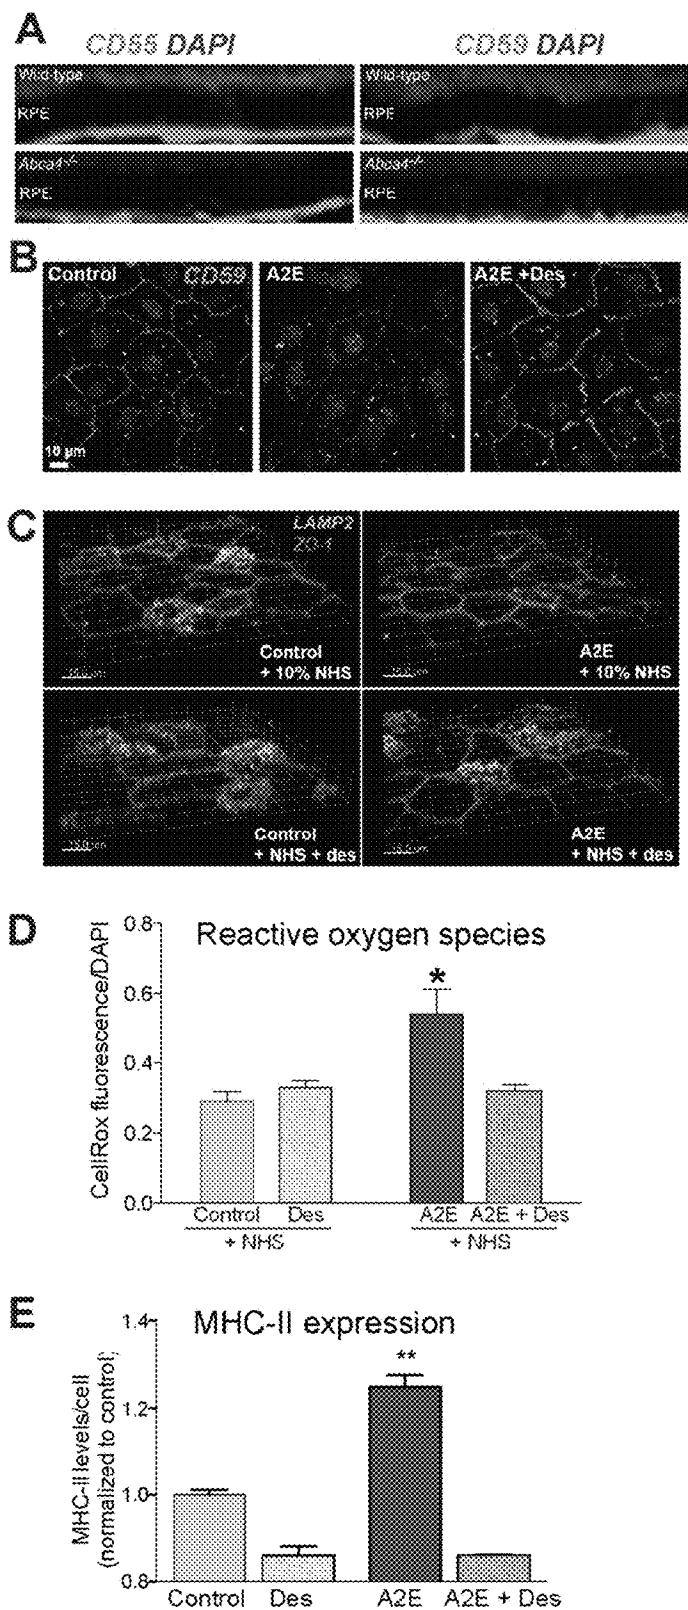 A
CD55 DAPI
CD59 DAPI
Wild-type
RPE
Wild-type
RPE
Abca4-/-
RPE
Abca4-/-
RPE
B
Control
CD59
A2E
A2E +Des
10 µm
C
LAMP2
ZO-1
Control
+ 10% NHS
A2E
+ 10% NHS
Control
+ NHS + des
A2E
+ NHS + des
D
Reactive oxygen species
CellRox fluorescence/DAPI
0.8
0.6
0.4
0.2
0.0
*
Control Des A2E A2E + Des
+ NHS + NHS
E
MHC-II expression
MHC-II levels/cell
(normalized to control)
1.4
1.2
1.0
0.8
**
Control Des A2E A2E + Des